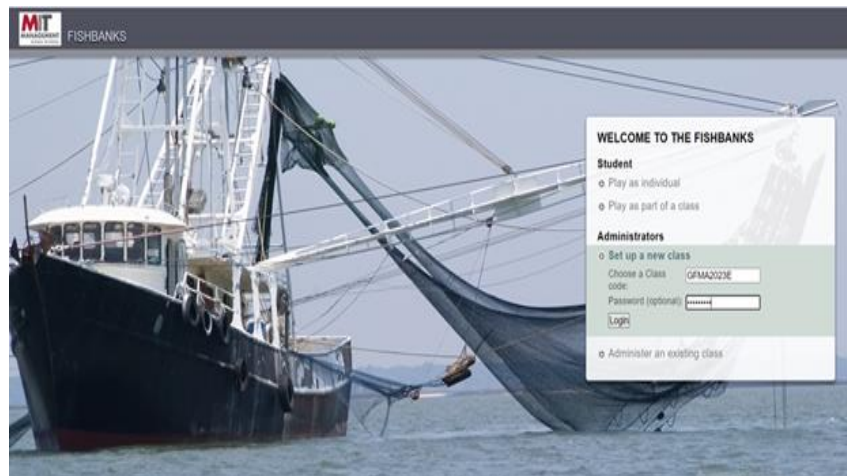 MIT
MANAGEMENT
FISHBANKS
WELCOME TO THE FISHBANKS
Student
Play as individual
Play as part of a class
Administrators
Set up a new class
Choose a Class
code:
GFMA2023E
Password (optional):
Login
Administer an existing class